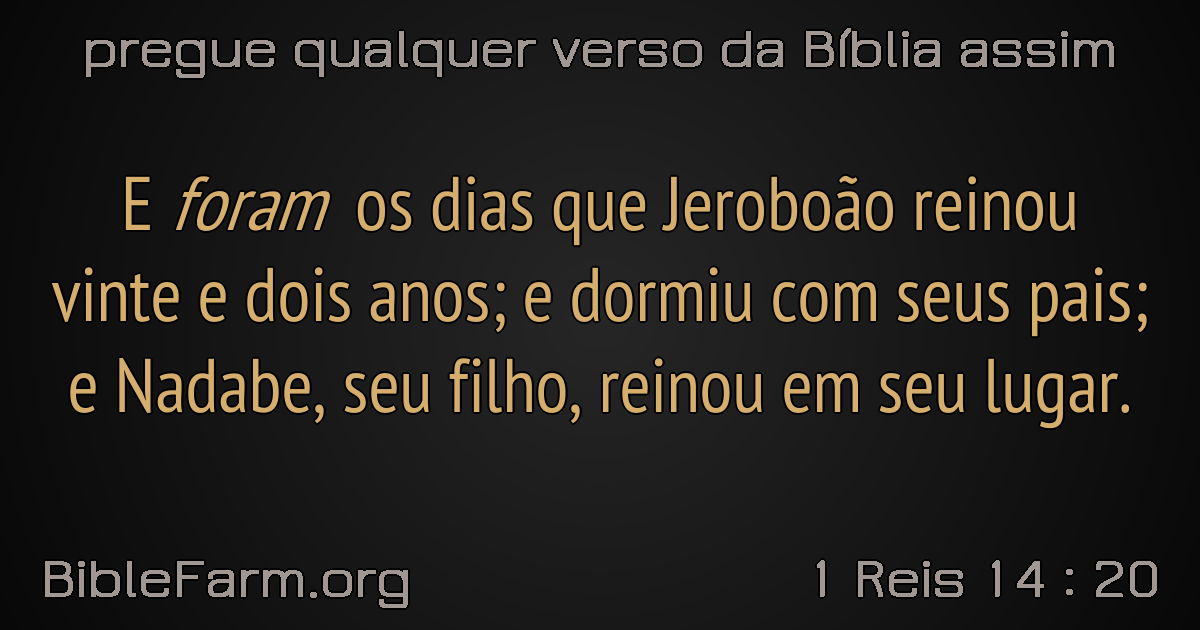 pregue qualquer verso da Bíblia assim
E foram os dias que Jeroboão reinou
vinte e dois anos; e dormiu com seus pais;
e Nadabe, seu filho, reinou em seu lugar.
BibleFarm.org
1 Reis 14 : 20